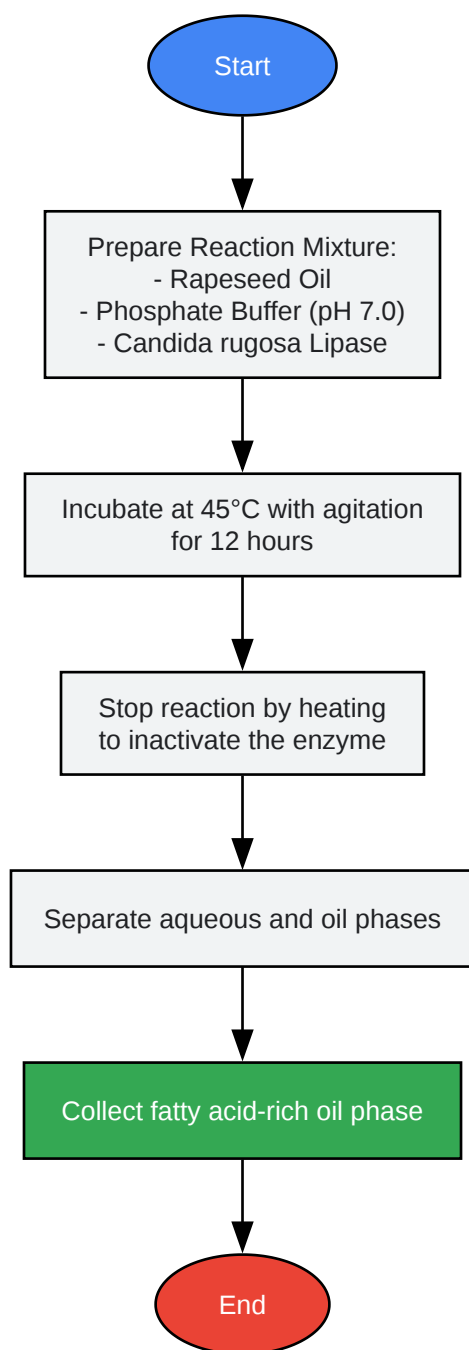 Start
Prepare Reaction Mixture:
- Rapeseed Oil
- Phosphate Buffer (pH 7.0)
- Candida rugosa Lipase
Incubate at 45°C with agitation
for 12 hours
Stop reaction by heating
to inactivate the enzyme
Separate aqueous and oil phases
Collect fatty acid-rich oil phase
End